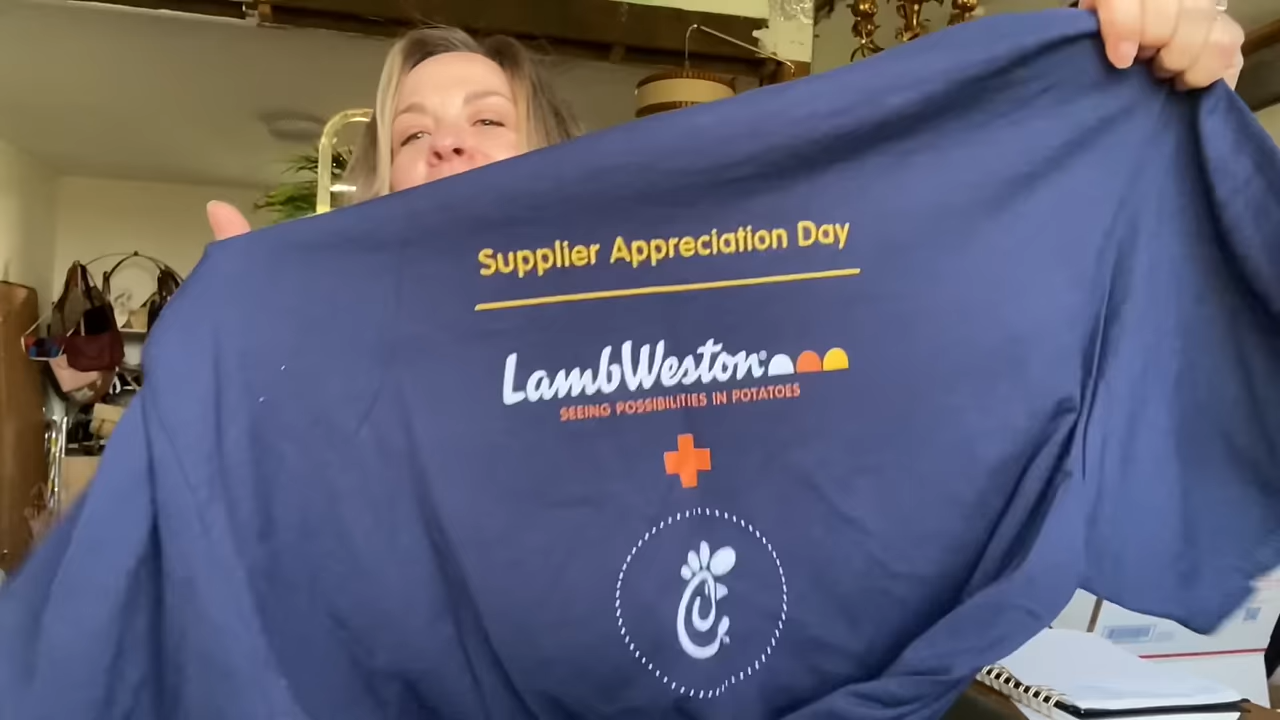 Supplier Appreciation Day
LambWeston®
SEEING POSSIBILITIES IN POTATOES